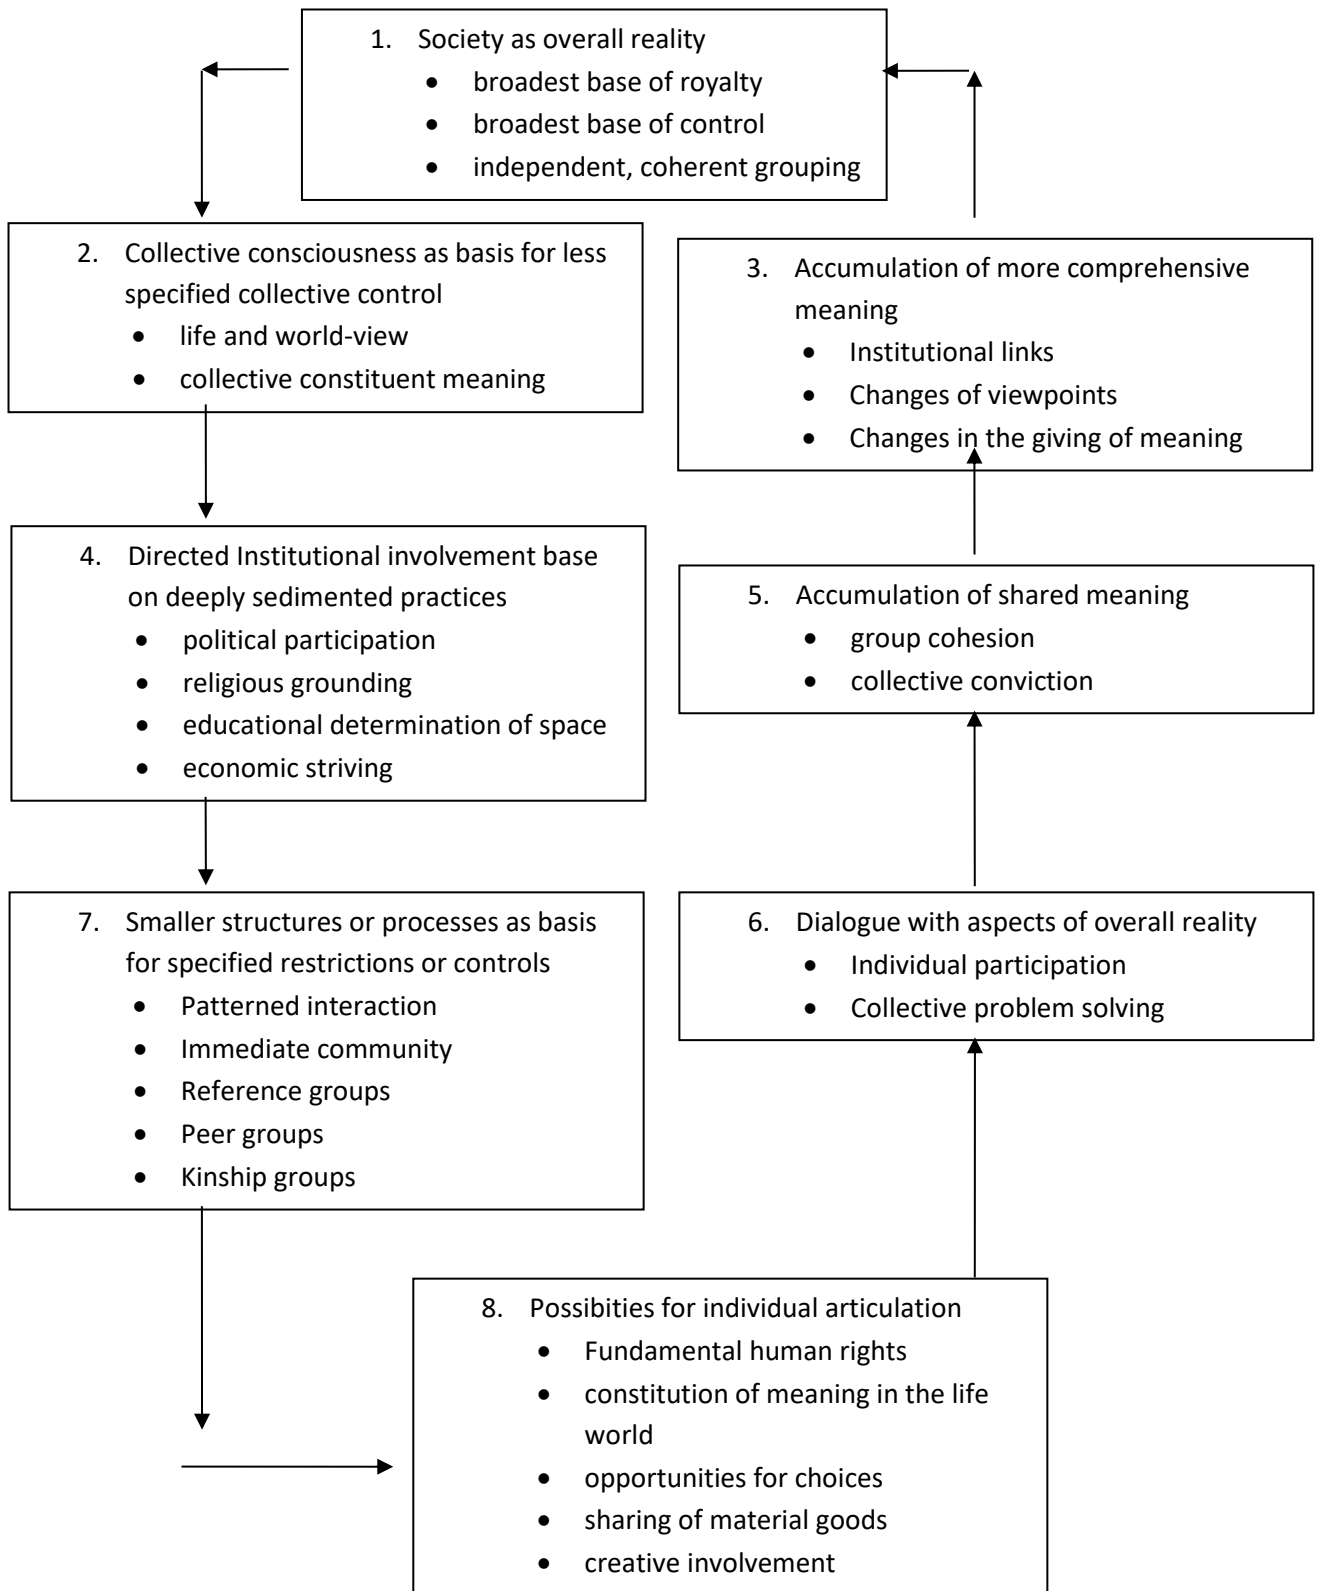 1. Society as overall reality
• broadest base of royalty
• broadest base of control
• independent, coherent grouping
2. Collective consciousness as basis for less
specified collective control
• life and world-view
• collective constituent meaning
3. Accumulation of more comprehensive
meaning
• Institutional links
• Changes of viewpoints
• Changes in the giving of meaning
4. Directed Institutional involvement base
on deeply sedimented practices
• political participation
• religious grounding
• educational determination of space
• economic striving
5. Accumulation of shared meaning
• group cohesion
• collective conviction
7. Smaller structures or processes as basis
for specified restrictions or controls
• Patterned interaction
• Immediate community
• Reference groups
• Peer groups
• Kinship groups
6. Dialogue with aspects of overall reality
• Individual participation
• Collective problem solving
8. Possibities for individual articulation
• Fundamental human rights
• constitution of meaning in the life
world
• opportunities for choices
• sharing of material goods
• creative involvement